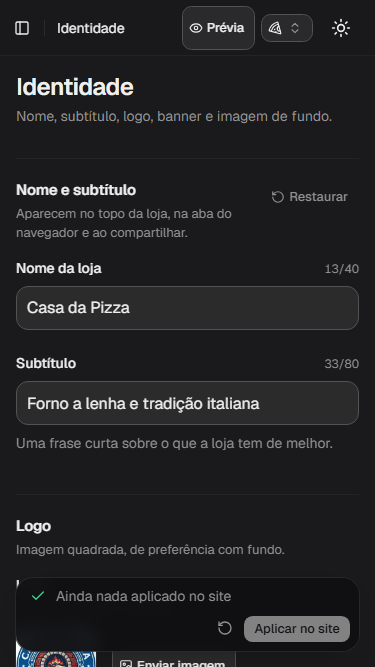 Identidade
Prévia
Identidade
Nome, subtítulo, logo, banner e imagem de fundo.
Nome e subtítulo
Restaurar
Aparecem no topo da loja, na aba do
navegador e ao compartilhar.
Nome da loja
13/40
Casa da Pizza
Subtítulo
33/80
Forno a lenha e tradição italiana
Uma frase curta sobre o que a loja tem de melhor.
Logo
Imagem quadrada, de preferência com fundo.
Ainda nada aplicado no site
Aplicar no site
Enviar imagem